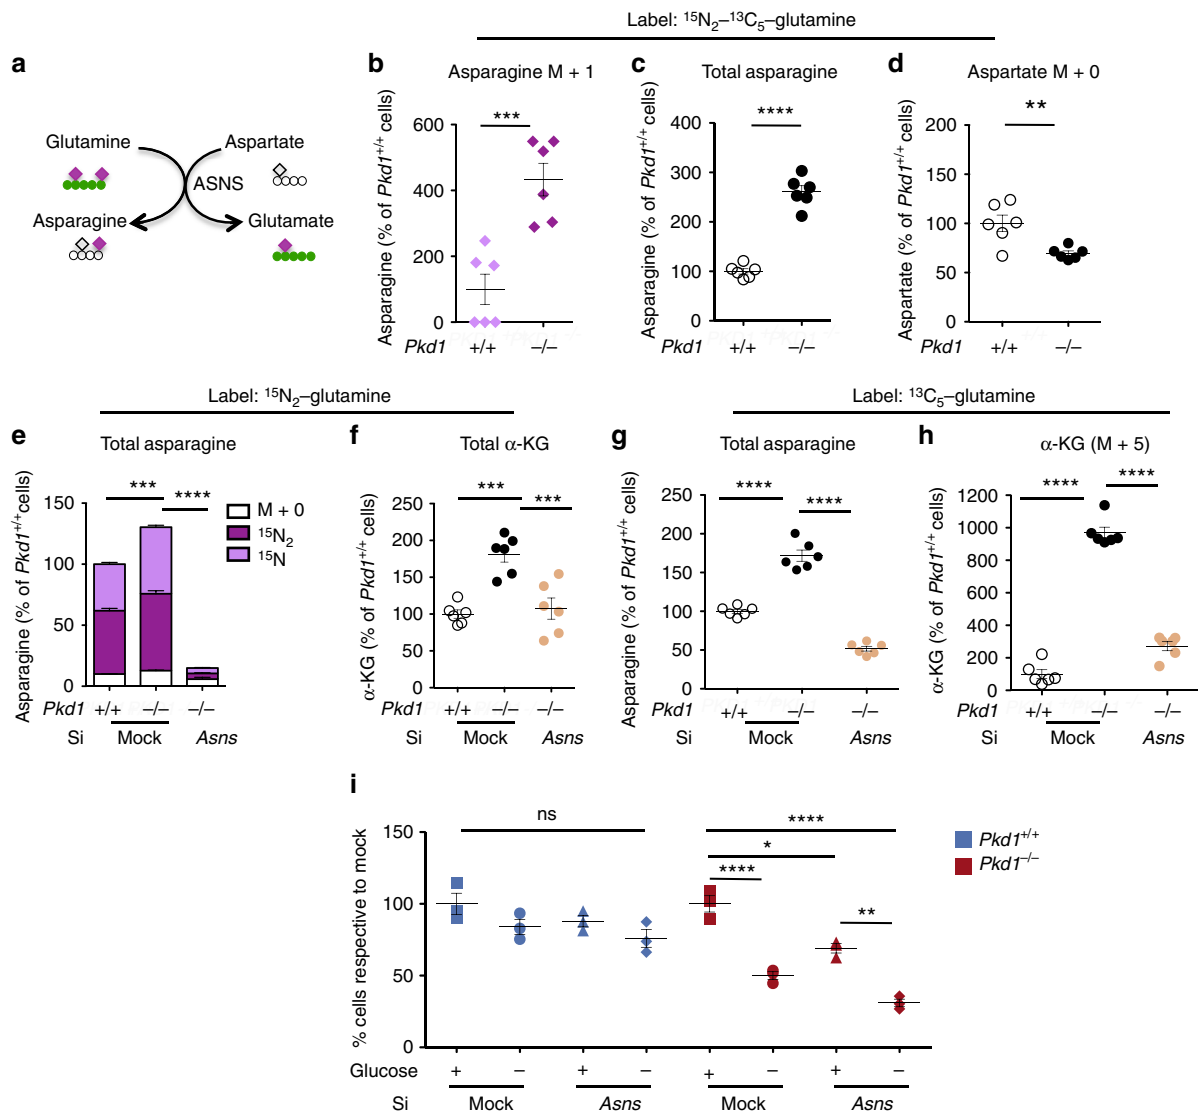 Label: ¹⁵N₂–¹³C₅–glutamine
a
Glutamine
Aspartate
ASNS
Asparagine
Glutamate
b
Asparagine M + 1
Asparagine (% of Pkd1⁺/⁺ cells)
600
400
200
0
***
Pkd1 +/+ –/–
c
Total asparagine
Asparagine (% of Pkd1⁺/⁺ cells)
400
300
200
100
0
****
+/+ –/–
d
Aspartate M + 0
Aspartate (% of Pkd1⁺/⁺ cells)
200
150
100
50
0
**
Pkd1 +/+ –/–
Label: ¹⁵N₂–glutamine
e
Total asparagine
Asparagine (% of Pkd1⁺/⁺cells)
150
100
50
0
*** ****
M + 0
¹⁵N₂
¹⁵N
Pkd1 +/+ –/– –/–
Si Mock Asns
f
Total α-KG
α-KG (% of Pkd1⁺/⁺ cells)
250
200
150
100
50
0
*** ***
Pkd1 +/+ –/– –/–
Mock Asns
Label: ¹³C₅–glutamine
g
Total asparagine
Asparagine (% of Pkd1⁺/⁺ cells)
250
200
150
100
50
0
**** ****
Pkd1 +/+ –/– –/–
Si Mock Asns
h
α-KG (M + 5)
α-KG (% of Pkd1⁺/⁺ cells)
1200
1000
800
600
400
200
0
**** ****
Pkd1 +/+ –/– –/–
Si Mock Asns
i
% cells respective to mock
150
100
50
0
ns
****
*
****
**
Pkd1⁺/⁺
Pkd1⁻/⁻
Glucose + – + – + – + –
Si Mock Asns Mock Asns